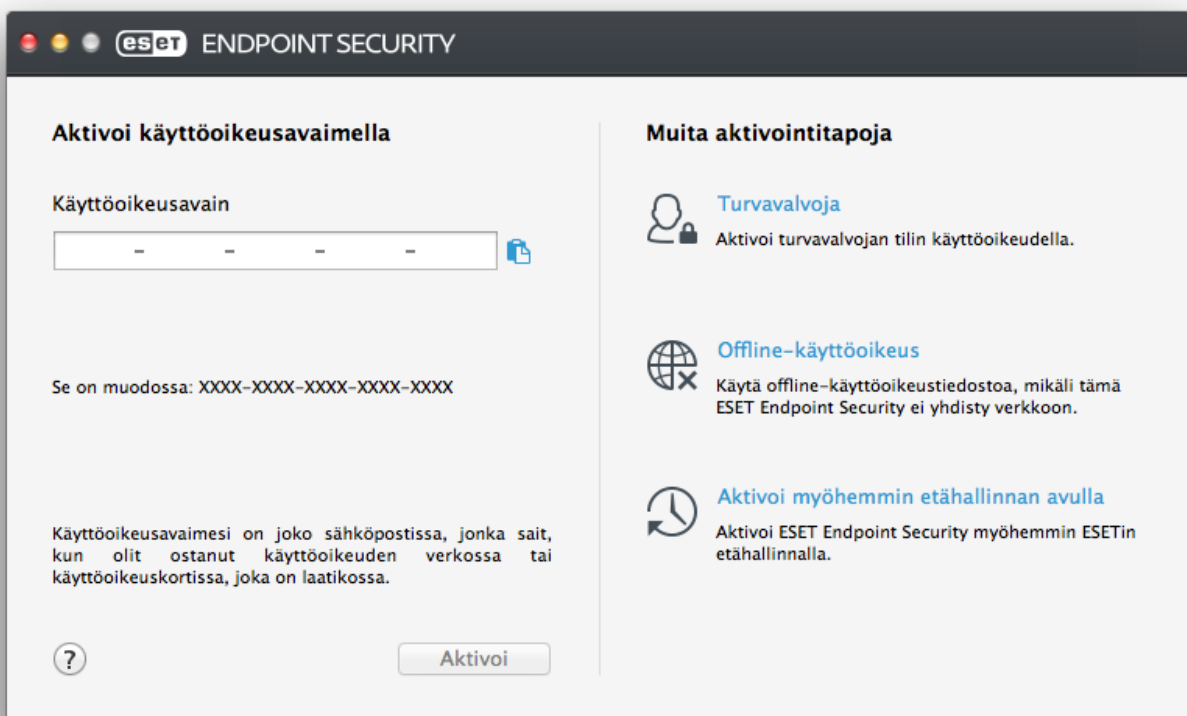 eset ENDPOINT SECURITY
Aktivoi käyttöoikeusavaimella
Käyttöoikeusavain
- - - -
Se on muodossa: XXXX-XXXX-XXXX-XXXX-XXXX
Käyttöoikeusavaimesi on joko sähköpostissa, jonka sait,
kun olit ostanut käyttöoikeuden verkossa tai
käyttöoikeuskortissa, joka on laatikossa.
?
Aktivoi
Muita aktivointitapoja
Turvavalvoja
Aktivoi turvavalvojan tilin käyttöoikeudella.
Offline-käyttöoikeus
Käytä offline-käyttöoikeustiedostoa, mikäli tämä
ESET Endpoint Security ei yhdisty verkkoon.
Aktivoi myöhemmin etähallinnan avulla
Aktivoi ESET Endpoint Security myöhemmin ESETin
etähallinnalla.